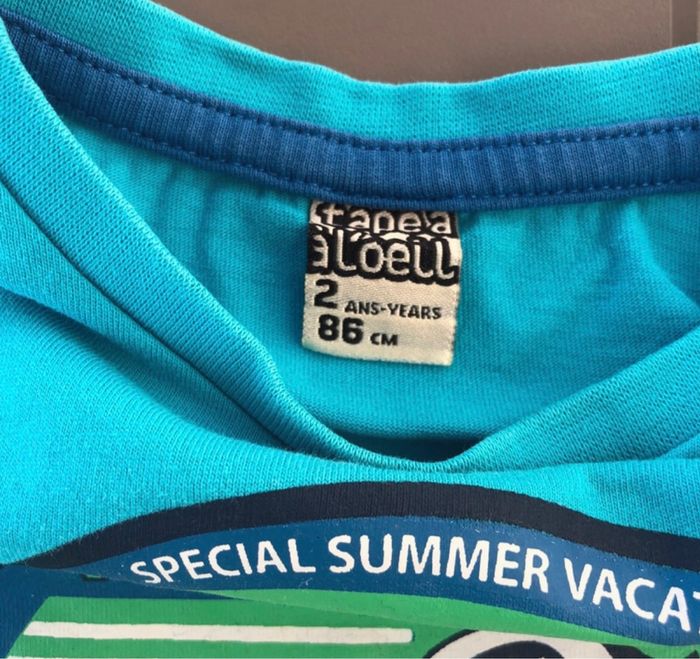 tape à
l'oeil
2 ANS-YEARS
86 CM
SPECIAL SUMMER VACAT